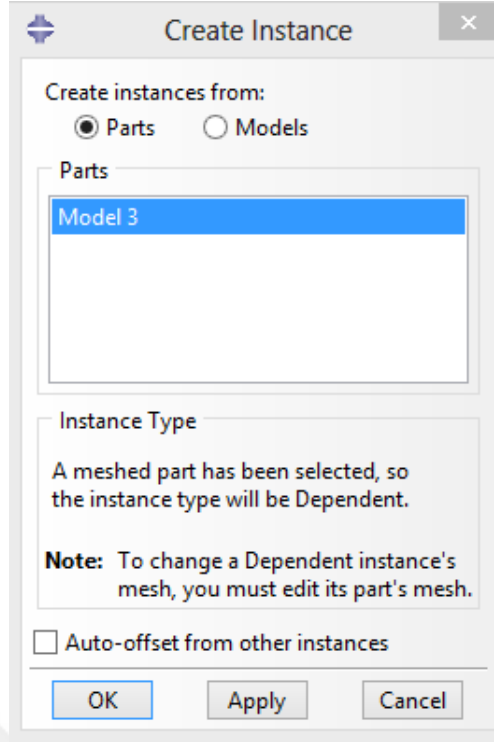 Create Instance
Create instances from:
Parts Models
Parts
Model 3
Instance Type
A meshed part has been selected, so
the instance type will be Dependent.
Note: To change a Dependent instance's
mesh, you must edit its part's mesh.
Auto-offset from other instances
OK Apply Cancel